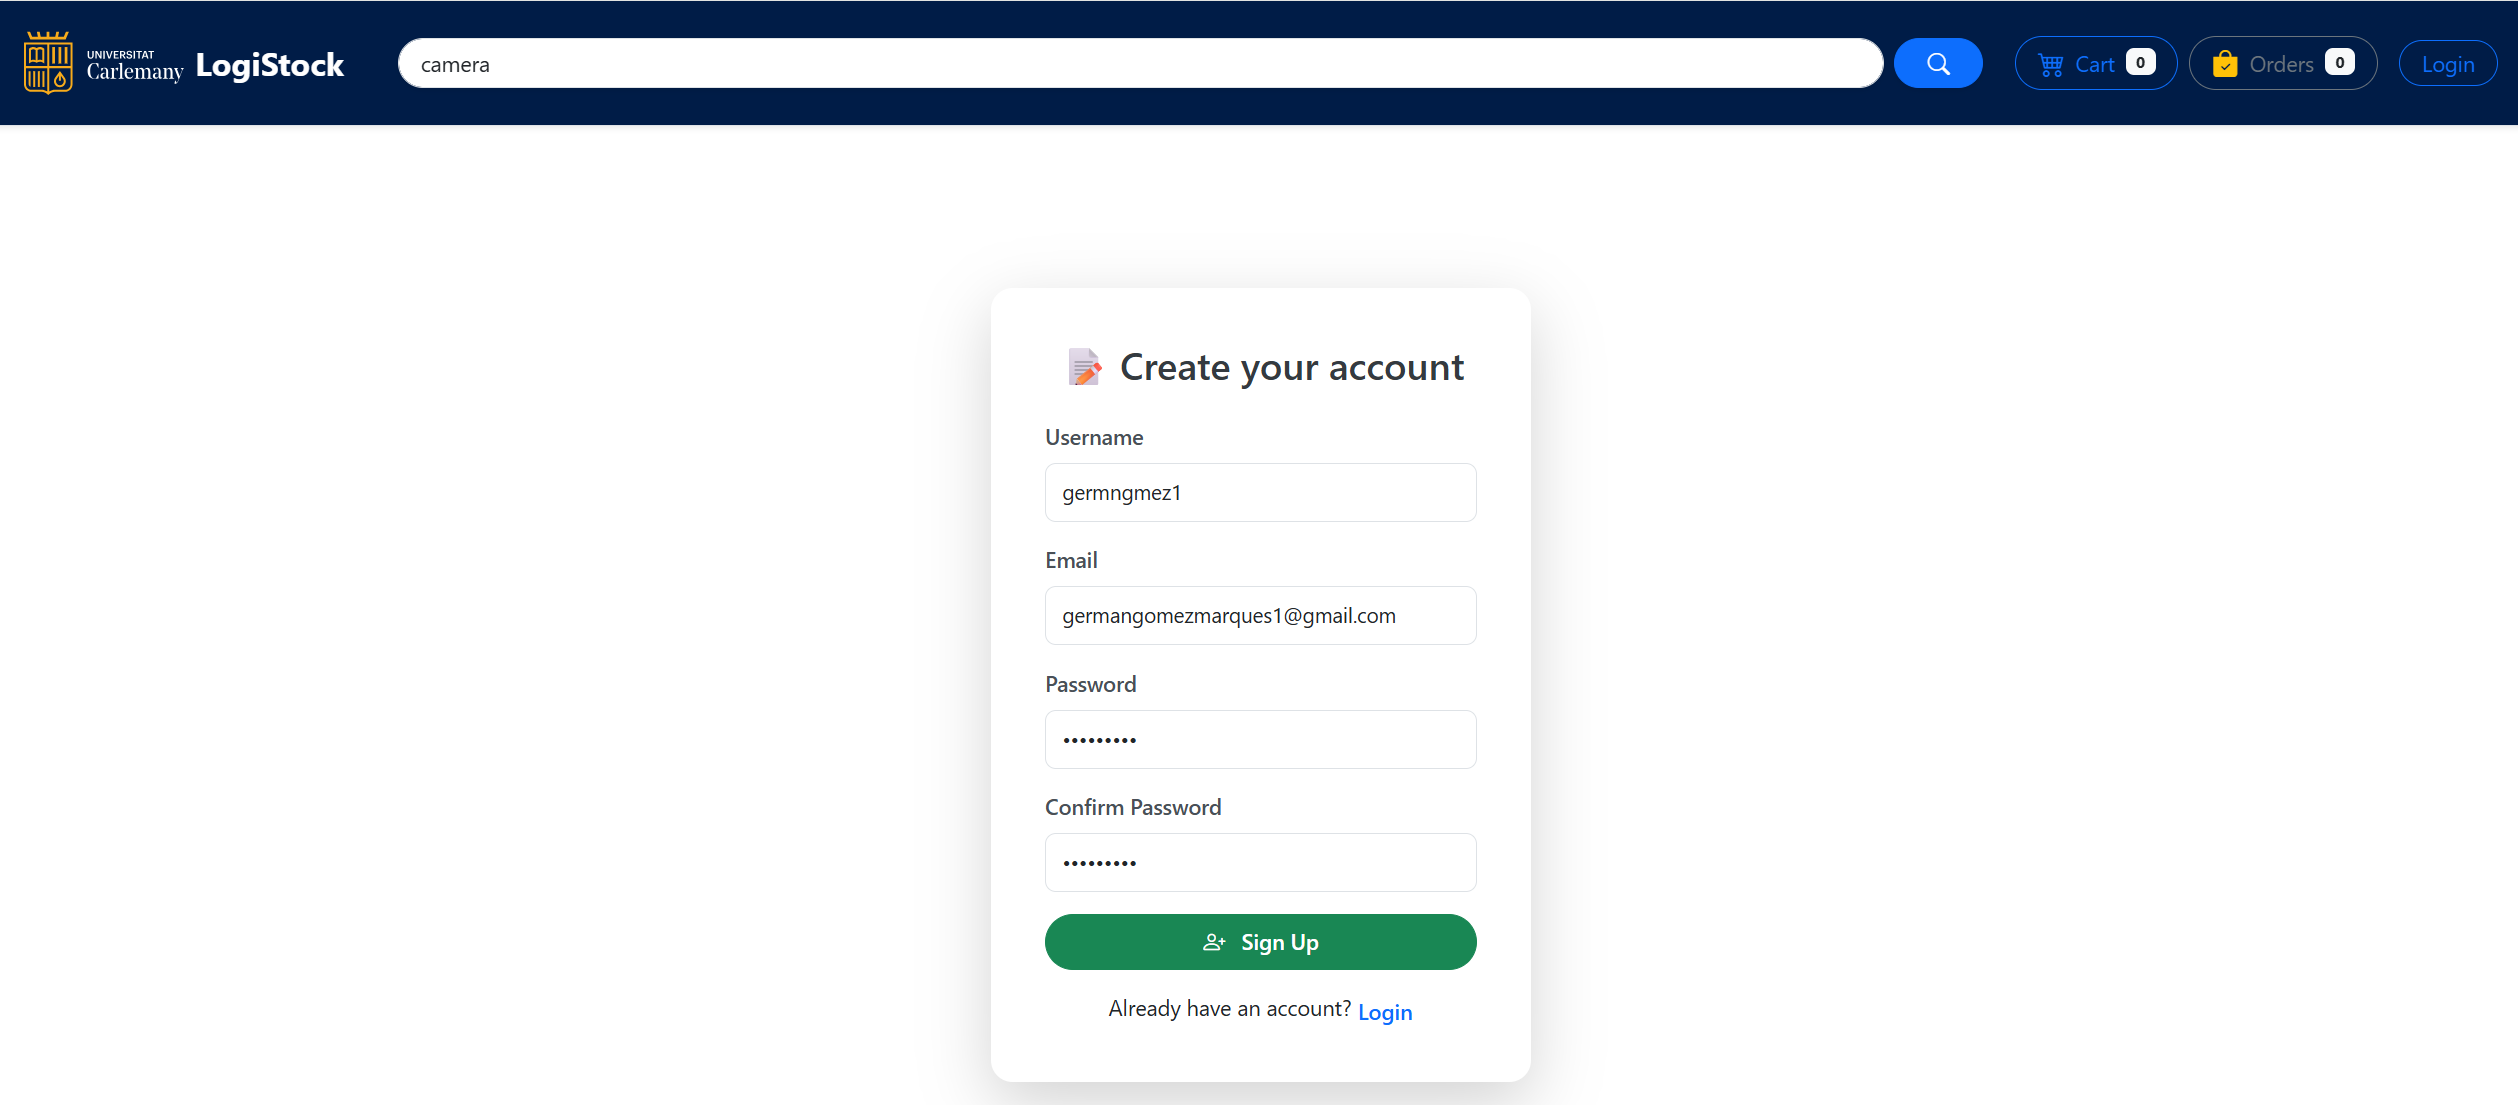 UNIVERSITAT
Carlemany
LogiStock
camera
Cart 0
Orders 0
Login
Create your account
Username
germngmez1
Email
germangomezmarques1@gmail.com
Password
•••••••••
Confirm Password
•••••••••
Sign Up
Already have an account? Login